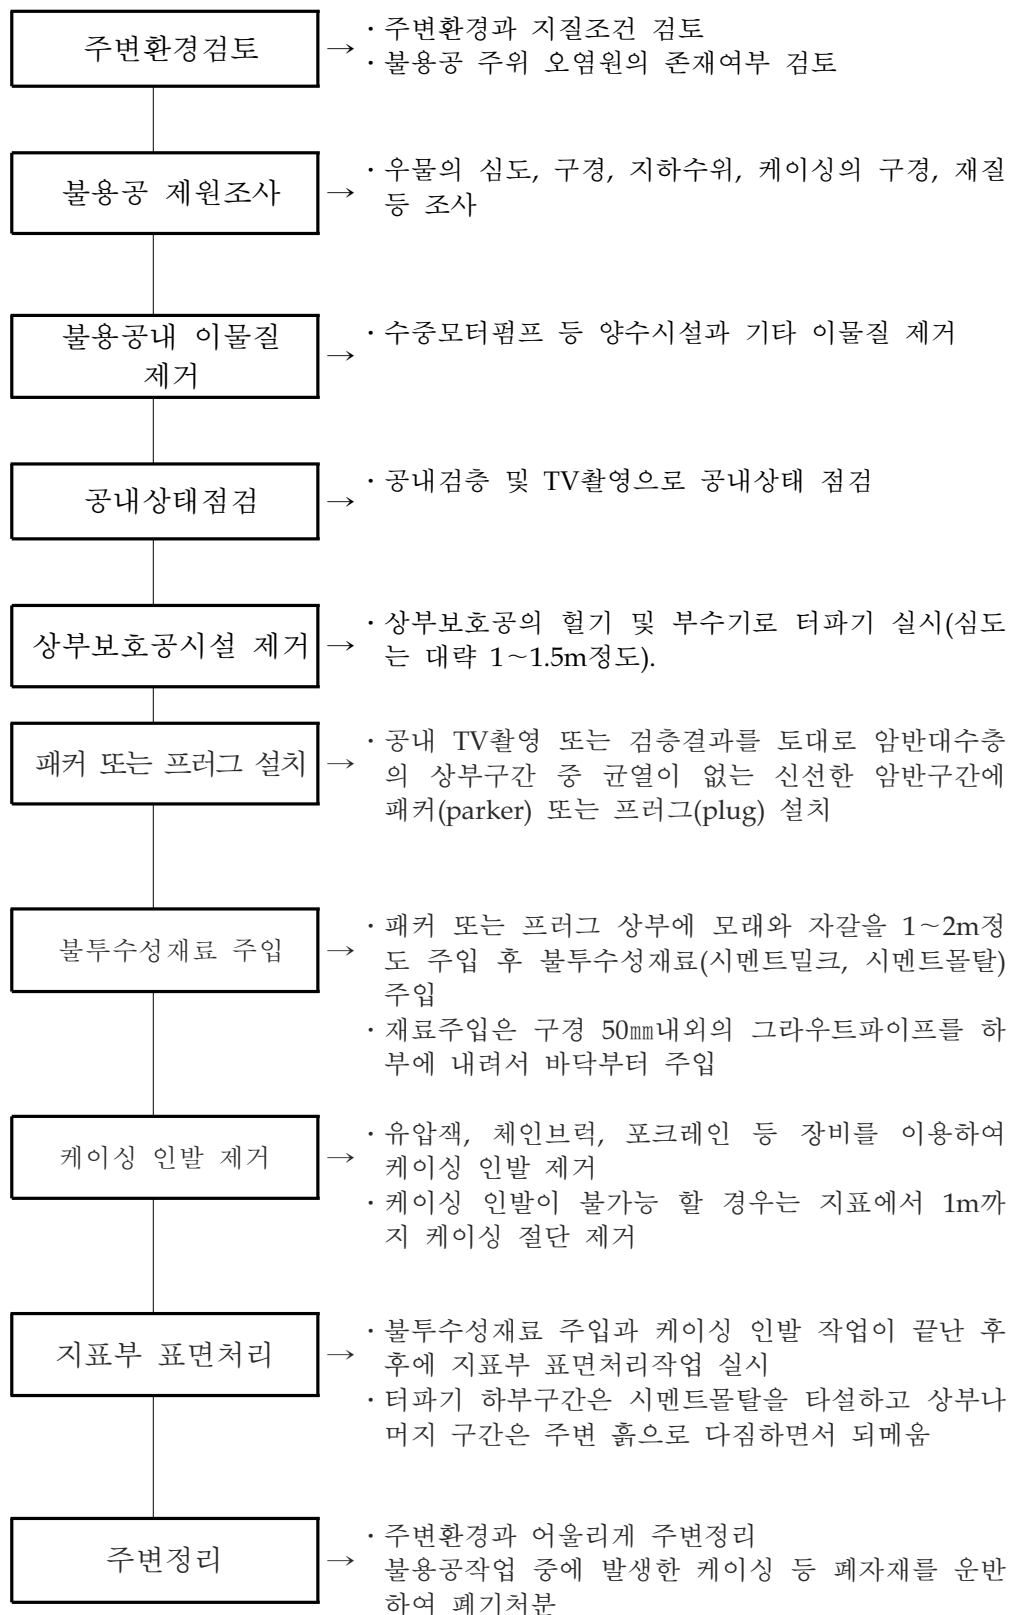 주변환경검토
→
· 주변환경과 지질조건 검토
· 불용공 주위 오염원의 존재여부 검토
불용공 제원조사
→
· 우물의 심도, 구경, 지하수위, 케이싱의 구경, 재질
등 조사
불용공내 이물질
제거
→
· 수중모터펌프 등 양수시설과 기타 이물질 제거
공내상태점검
→
· 공내검층 및 TV촬영으로 공내상태 점검
상부보호공시설 제거
→
· 상부보호공의 헐기 및 부수기로 터파기 실시(심도
는 대략 1~1.5m정도).
패커 또는 프러그 설치
→
· 공내 TV촬영 또는 검층결과를 토대로 암반대수층
의 상부구간 중 균열이 없는 신선한 암반구간에
패커(parker) 또는 프러그(plug) 설치
불투수성재료 주입
→
· 패커 또는 프러그 상부에 모래와 자갈을 1~2m정
도 주입 후 불투수성재료(시멘트밀크, 시멘트몰탈)
주입
· 재료주입은 구경 50㎜내외의 그라우트파이프를 하
부에 내려서 바닥부터 주입
케이싱 인발 제거
→
· 유압잭, 체인브럭, 포크레인 등 장비를 이용하여
케이싱 인발 제거
· 케이싱 인발이 불가능 할 경우는 지표에서 1m까
지 케이싱 절단 제거
지표부 표면처리
→
· 불투수성재료 주입과 케이싱 인발 작업이 끝난 후
후에 지표부 표면처리작업 실시
· 터파기 하부구간은 시멘트몰탈을 타설하고 상부나
머지 구간은 주변 흙으로 다짐하면서 되메움
주변정리
→
· 주변환경과 어울리게 주변정리
불용공작업 중에 발생한 케이싱 등 폐자재를 운반
하여 폐기처분